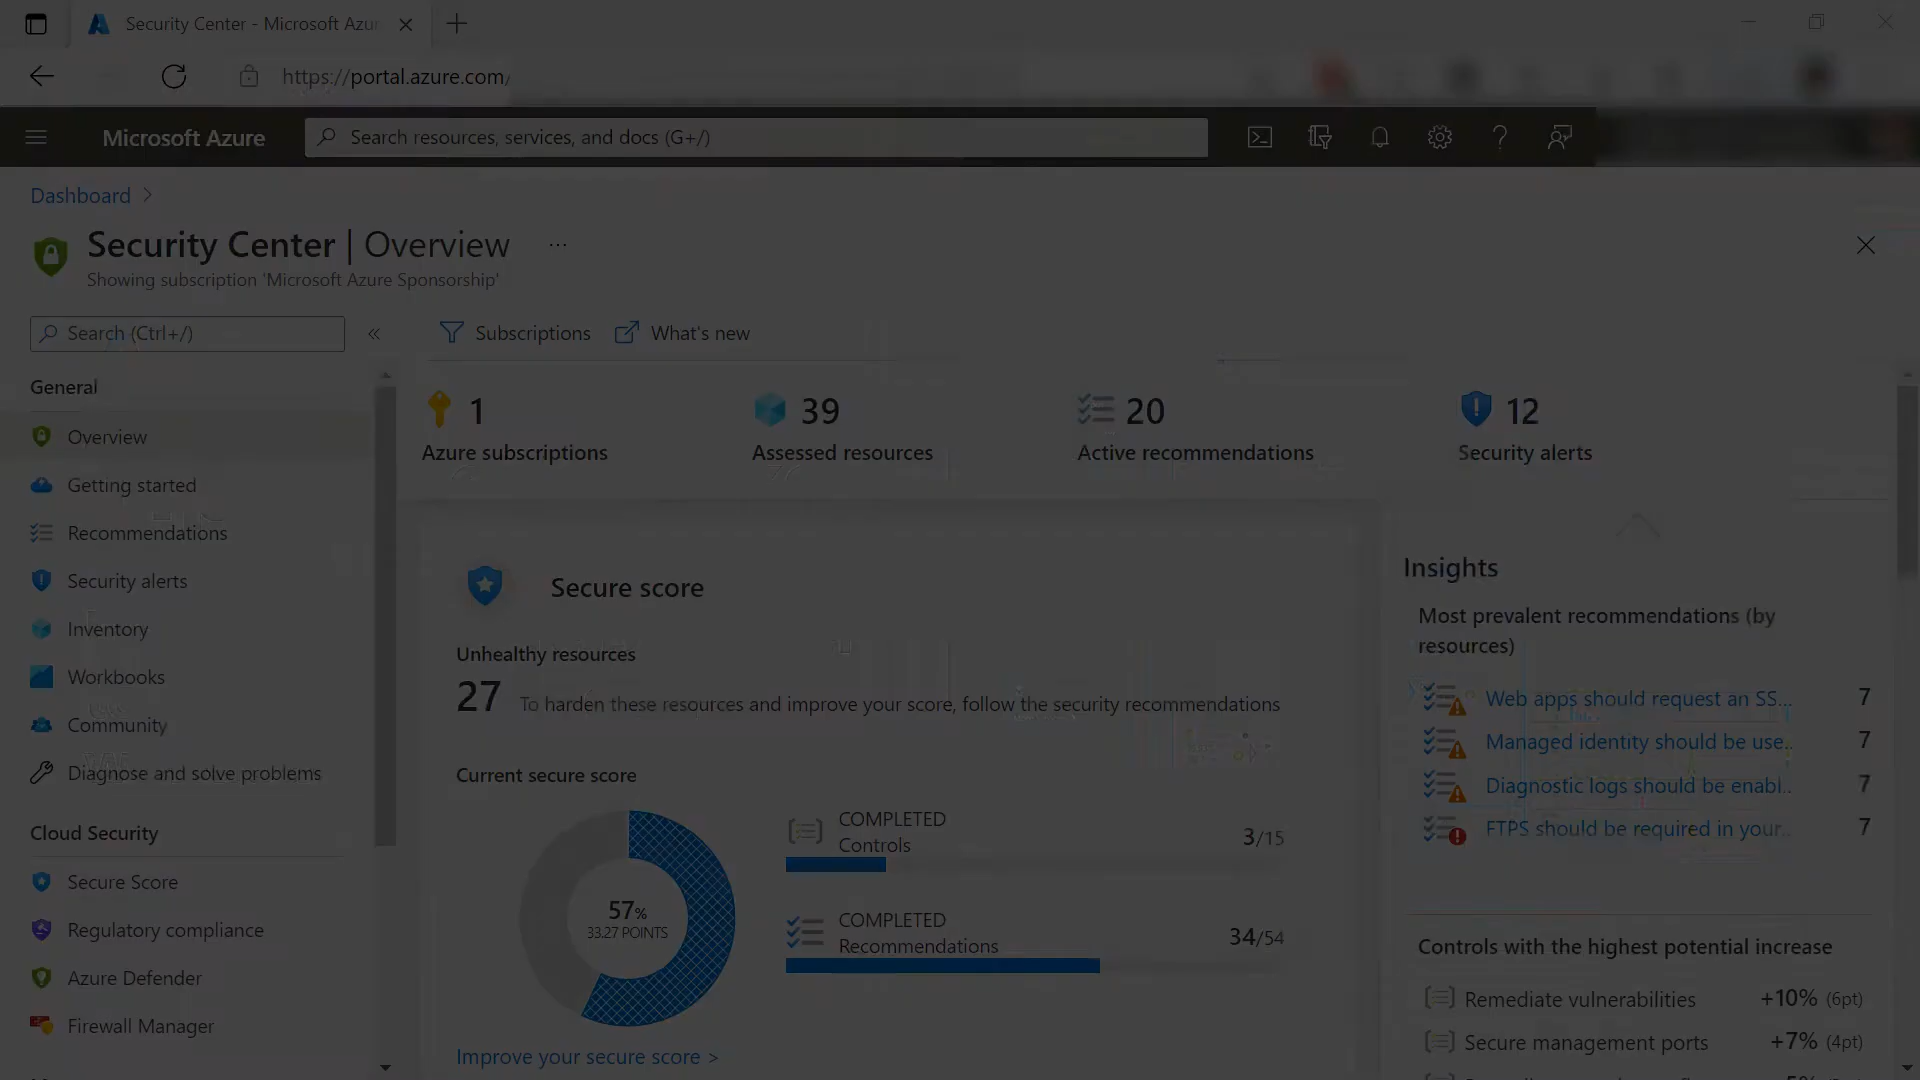 Security Center - Microsoft Azu
https://portal.azure.com/
Microsoft Azure
Search resources, services, and docs (G+/)
Dashboard >
Security Center | Overview ...
Showing subscription 'Microsoft Azure Sponsorship'
Search (Ctrl+/)
«
Subscriptions
What's new
General
Overview
Getting started
Recommendations
Security alerts
Inventory
Workbooks
Community
Diagnose and solve problems
Cloud Security
Secure Score
Regulatory compliance
Azure Defender
Firewall Manager
1
Azure subscriptions
39
Assessed resources
20
Active recommendations
12
Security alerts
Secure score
Unhealthy resources
27 To harden these resources and improve your score, follow the security recommendations
Current secure score
57%
33.27 POINTS
COMPLETED
Controls
3/15
COMPLETED
Recommendations
34/54
Improve your secure score >
Insights
Most prevalent recommendations (by
resources)
Web apps should request an SS... 7
Managed identity should be use.. 7
Diagnostic logs should be enabl.. 7
FTPS should be required in your.. 7
Controls with the highest potential increase
Remediate vulnerabilities +10% (6pt)
Secure management ports +7% (4pt)